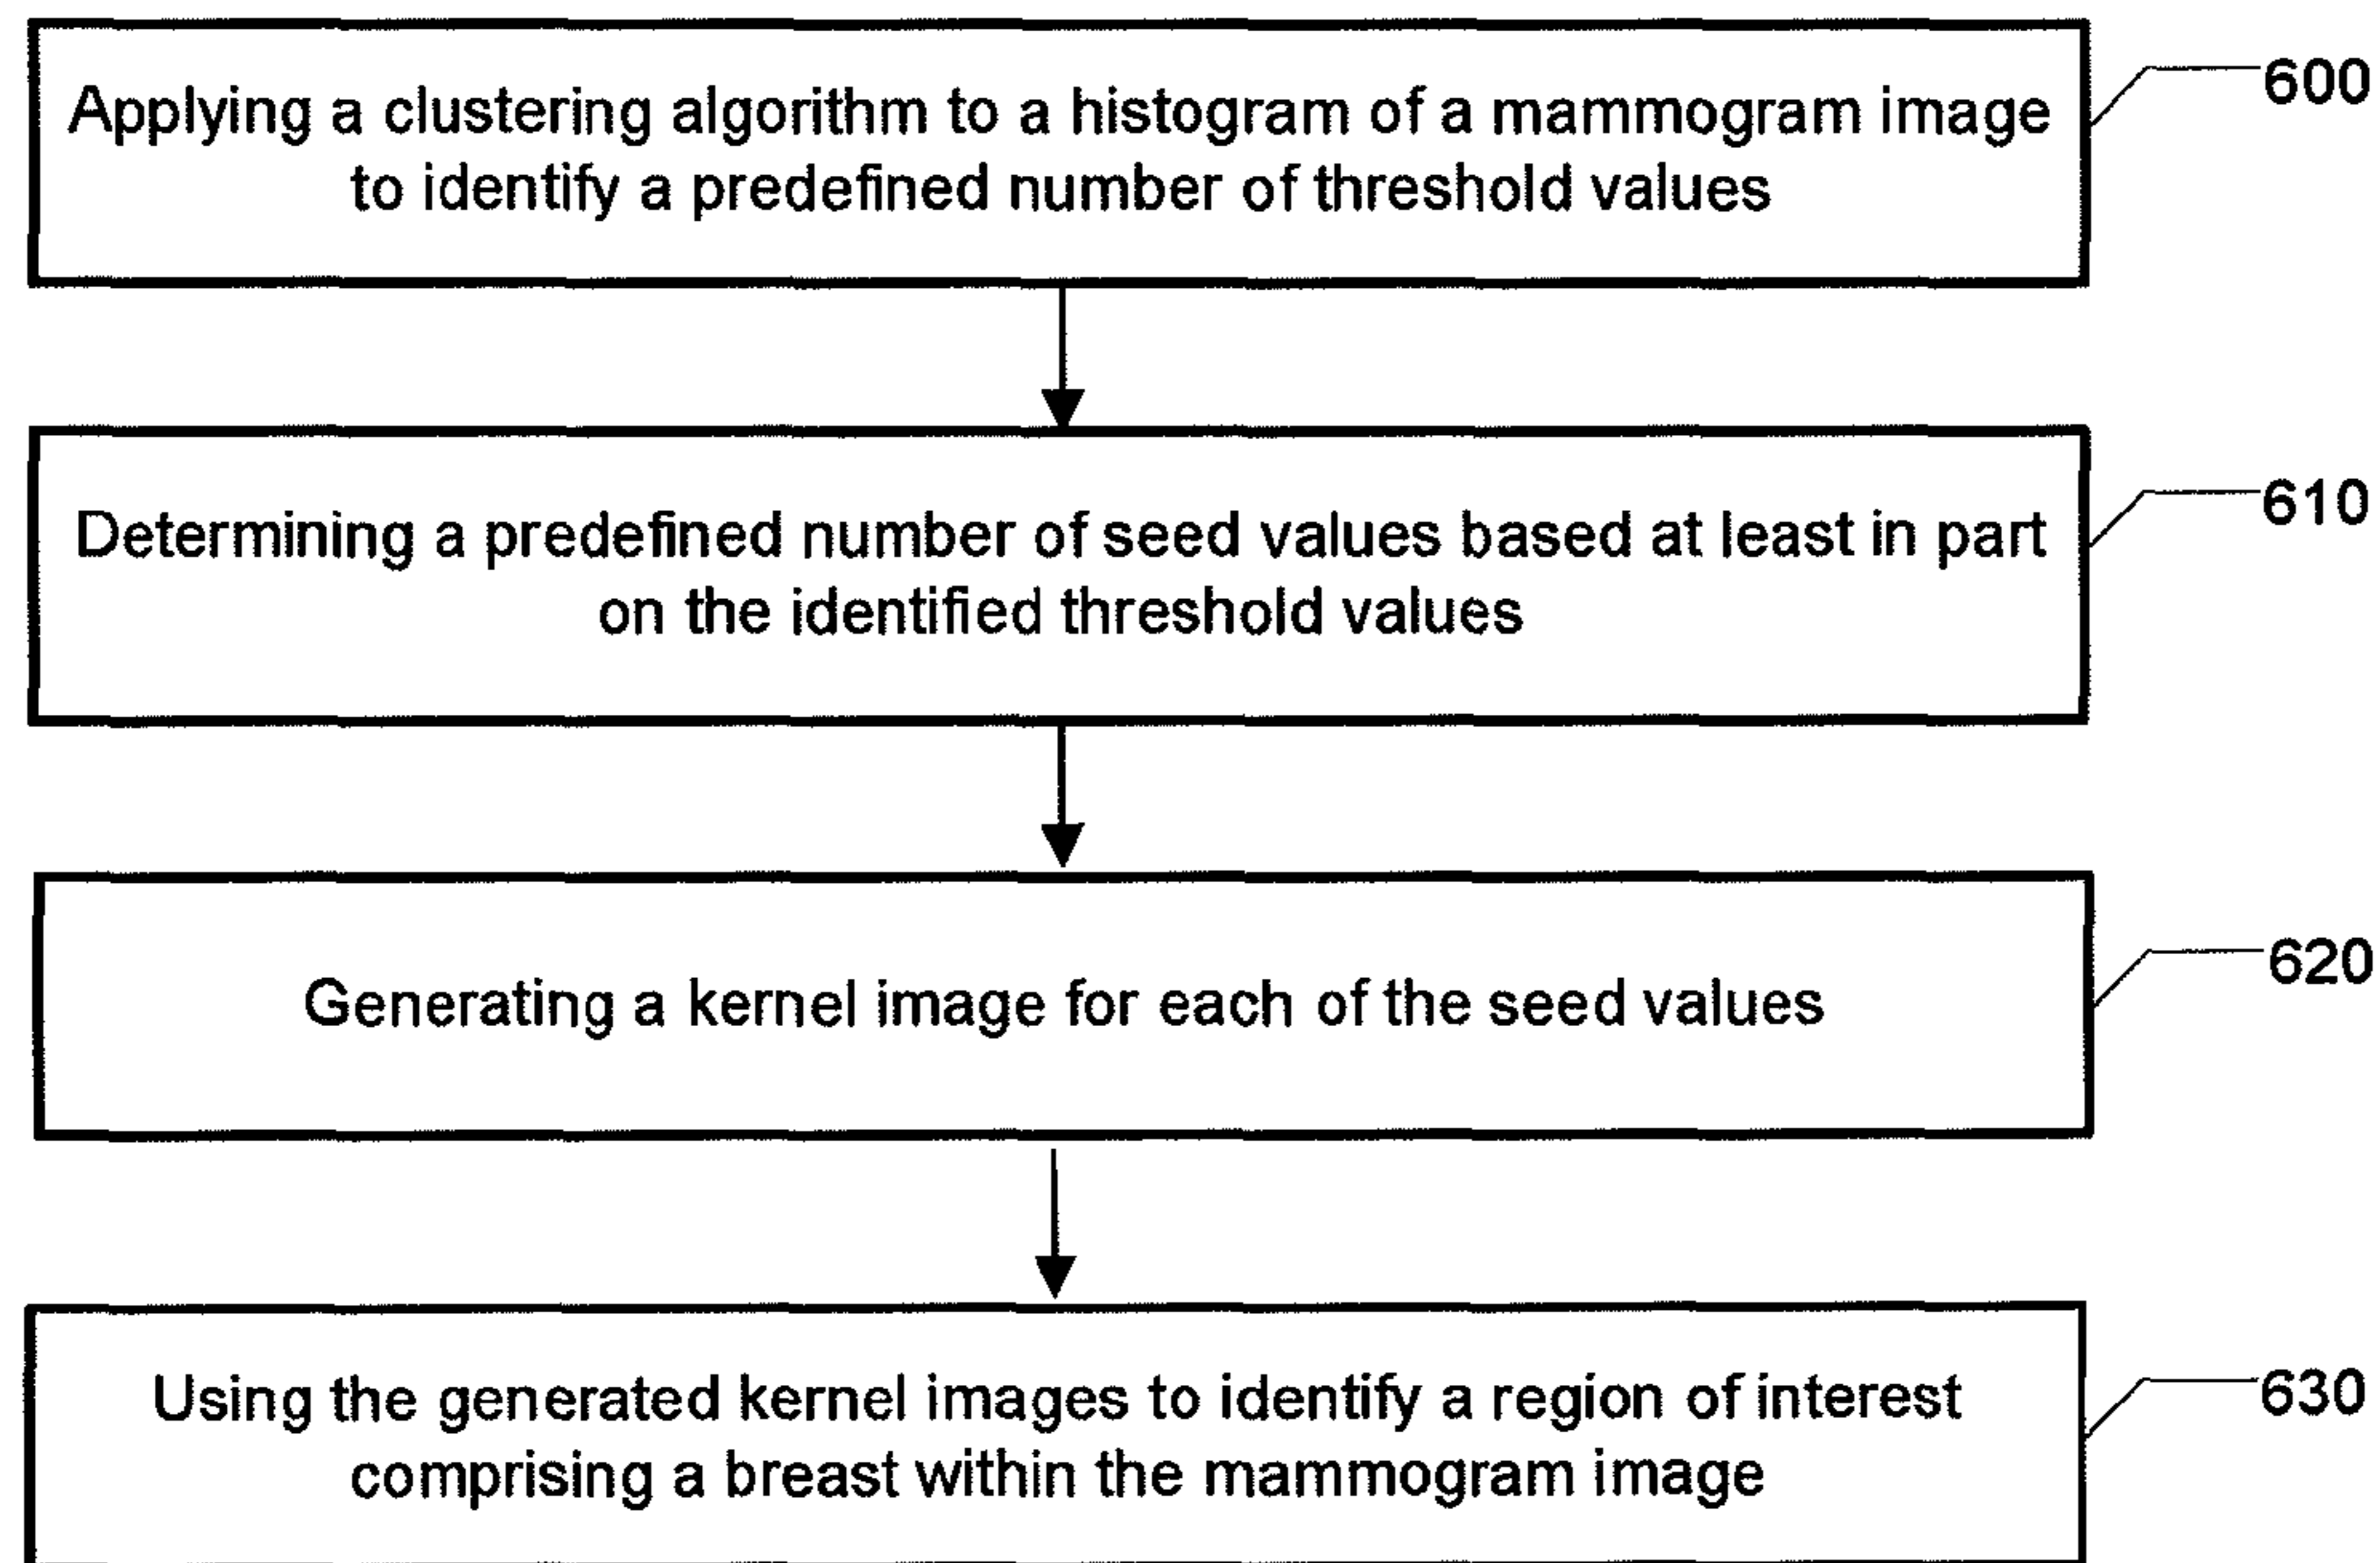 Applying a clustering algorithm to a histogram of a mammogram image
to identify a predefined number of threshold values
600
Determining a predefined number of seed values based at least in part
on the identified threshold values
610
Generating a kernel image for each of the seed values
620
Using the generated kernel images to identify a region of interest
comprising a breast within the mammogram image
630